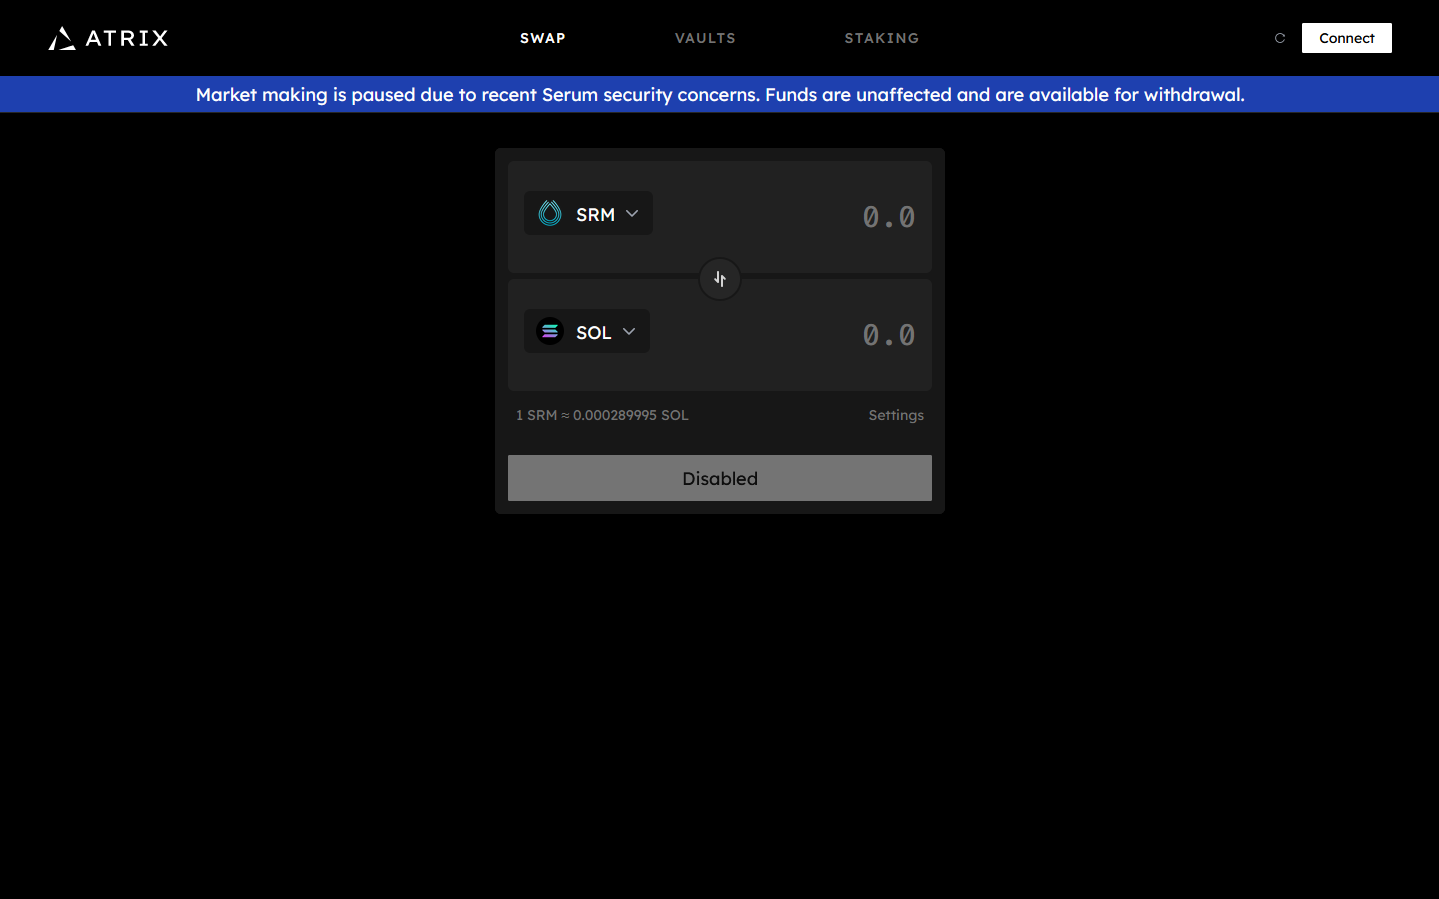 ATRIX
SWAP
VAULTS
STAKING
Connect
Market making is paused due to recent Serum security concerns. Funds are unaffected and are available for withdrawal.
SRM
0.0
SOL
0.0
1 SRM ≈ 0.000289995 SOL
Settings
Disabled